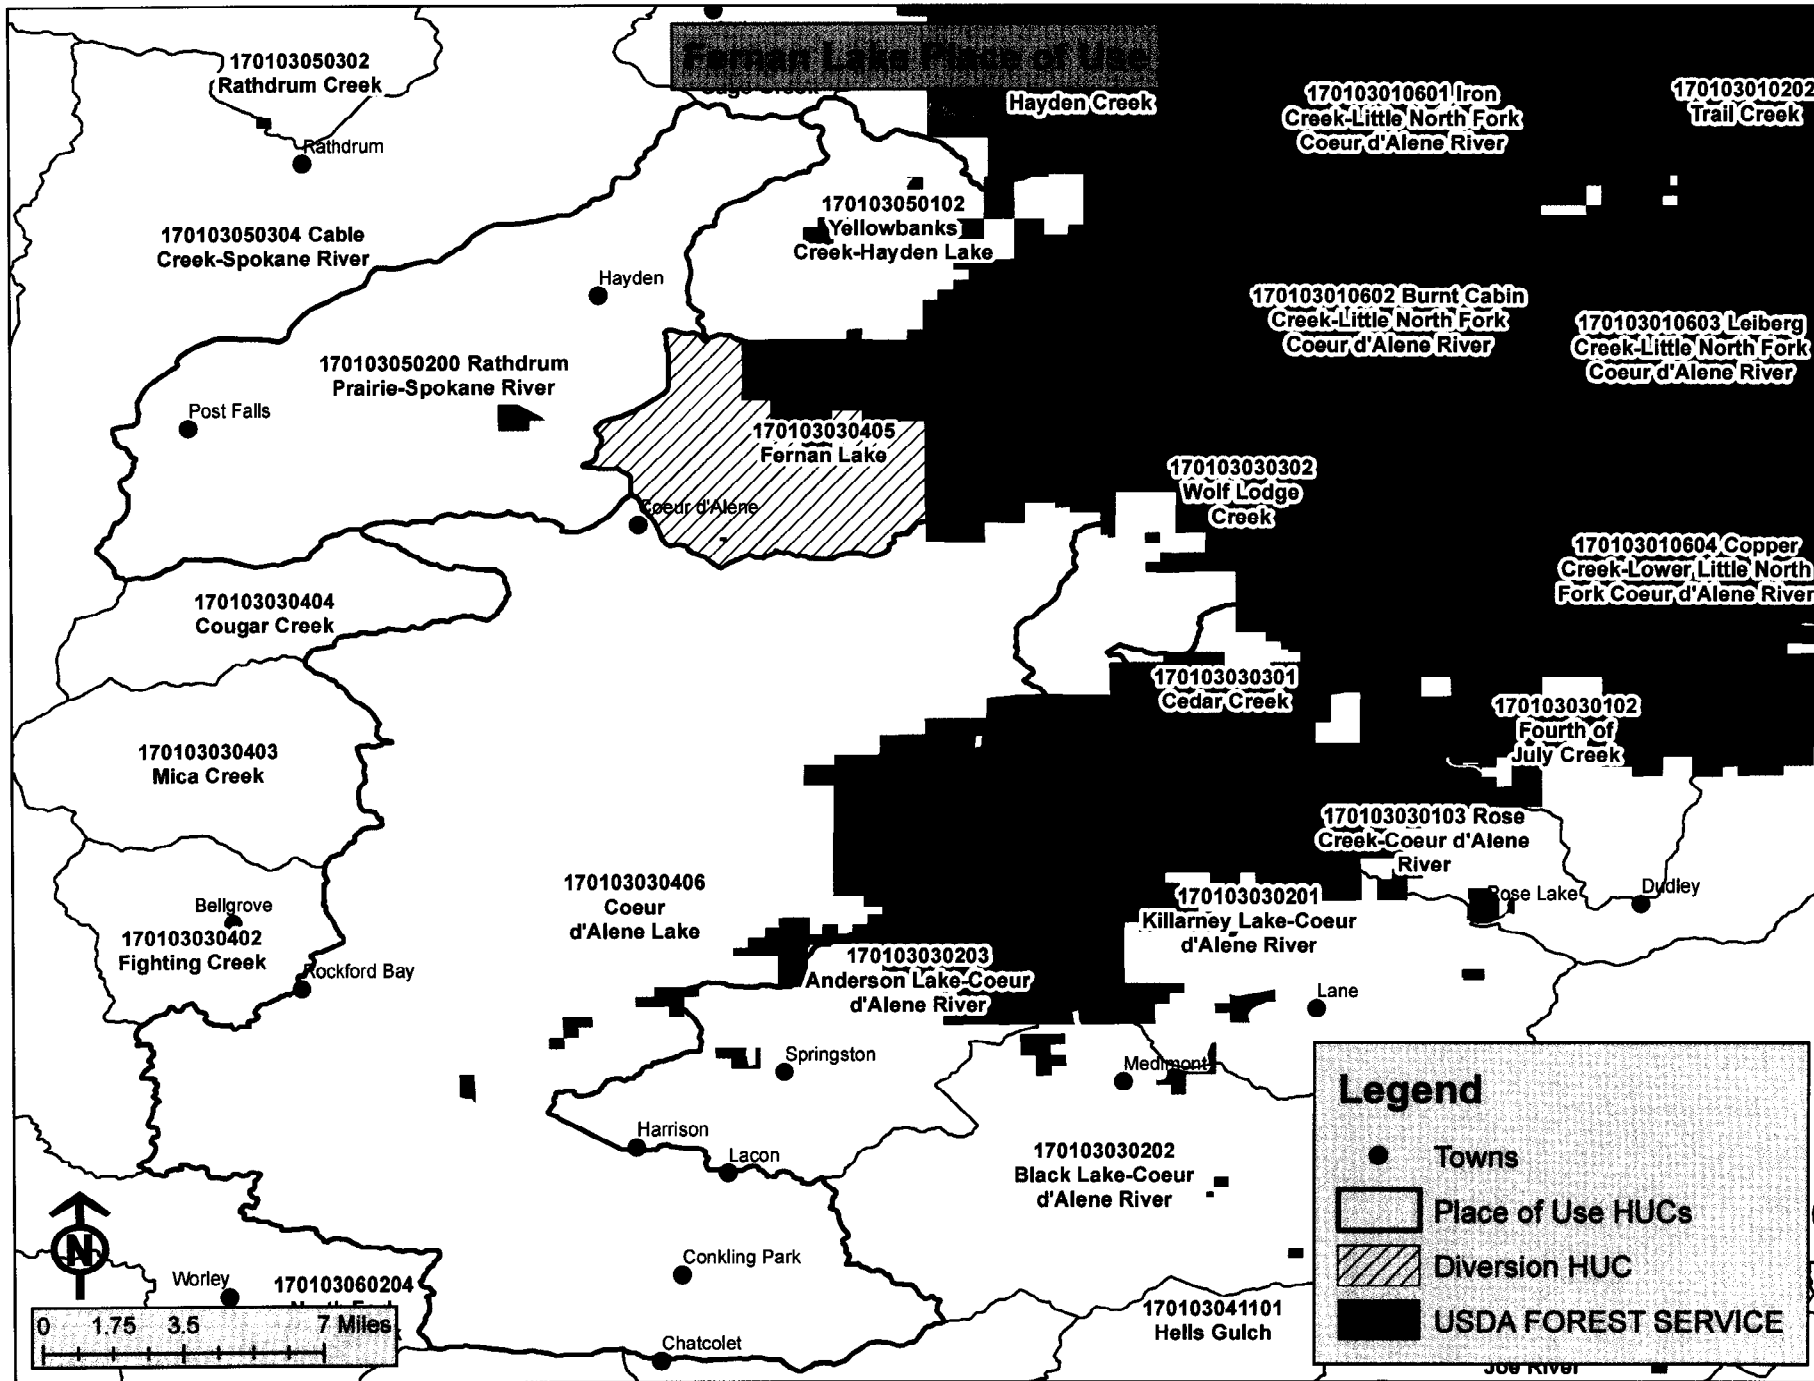 Fernan Lake Place of Use
170103050302
Rathdrum Creek
Hayden Creek
170103010601 Iron
Creek-Little North Fork
Coeur d'Alene River
170103010202
Trail Creek
Rathdrum
170103050304 Cable
Creek-Spokane River
170103050102
Yellowbanks
Creek-Hayden Lake
Hayden
170103010602 Burnt Cabin
Creek-Little North Fork
Coeur d'Alene River
170103010603 Leiberg
Creek-Little North Fork
Coeur d'Alene River
170103050200 Rathdrum
Prairie-Spokane River
Post Falls
170103030405
Fernan Lake
170103030302
Wolf Lodge
Creek
Coeur d'Alene
170103010604 Copper
Creek-Lower Little North
Fork Coeur d'Alene River
170103030404
Cougar Creek
170103030301
Cedar Creek
170103030102
Fourth of
July Creek
170103030403
Mica Creek
170103030103 Rose
Creek-Coeur d'Alene
River
170103030406
Coeur
d'Alene Lake
170103030201
Killarney Lake-Coeur
d'Alene River
Rose Lake
Dudley
Bellgrove
170103030402
Fighting Creek
Rockford Bay
170103030203
Anderson Lake-Coeur
d'Alene River
Lane
Springston
Medimont
Harrison
Lacon
170103030202
Black Lake-Coeur
d'Alene River
Conkling Park
Worley
170103060204
170103041101
Hells Gulch
Chatcolet
Joe River
N
0 1.75 3.5 7 Miles
Legend
Towns
Place of Use HUCs
Diversion HUC
USDA FOREST SERVICE